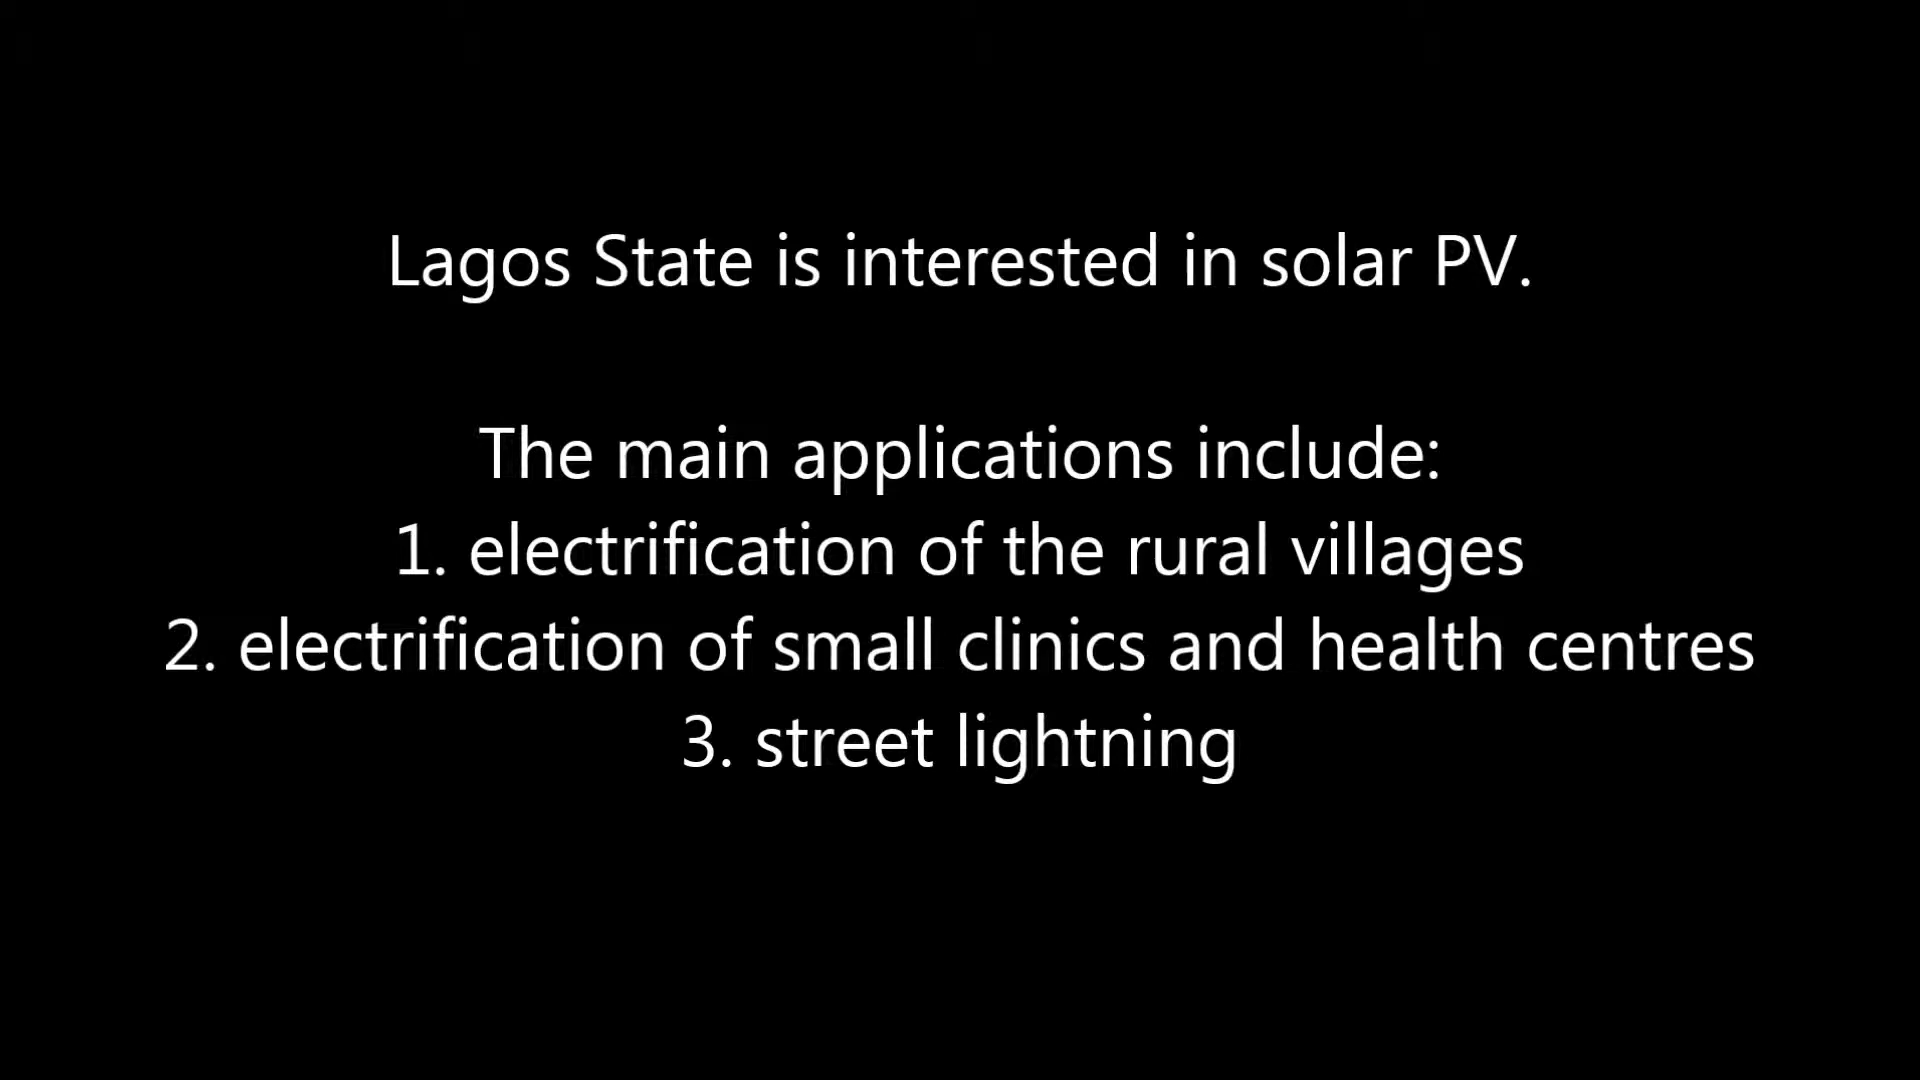 Lagos State is interested in solar PV.
The main applications include:
1. electrification of the rural villages
2. electrification of small clinics and health centres
3. street lightning